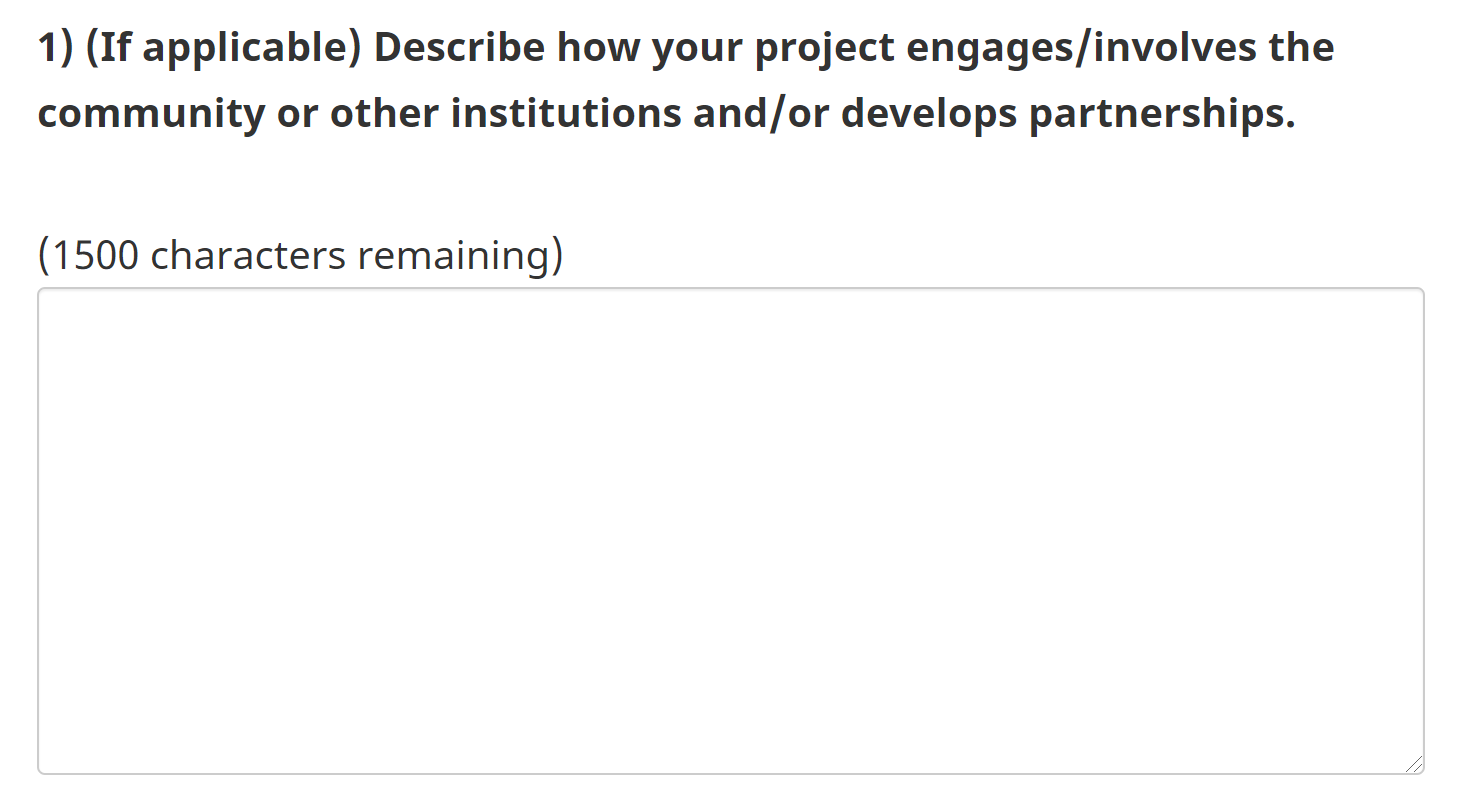 1) (If applicable) Describe how your project engages/involves the
community or other institutions and/or develops partnerships.
(1500 characters remaining)